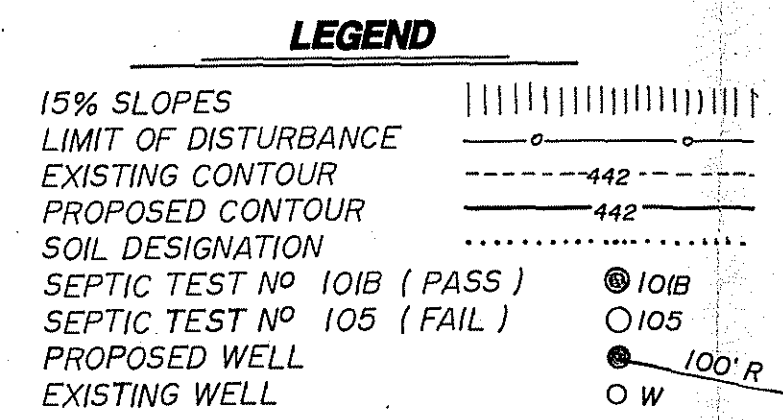 LEGEND
15% SLOPES
LIMIT OF DISTURBANCE
EXISTING CONTOUR 442
PROPOSED CONTOUR 442
SOIL DESIGNATION
SEPTIC TEST Nº 101B ( PASS ) 101B
SEPTIC TEST Nº 105 ( FAIL ) 105
PROPOSED WELL 100' R
EXISTING WELL W